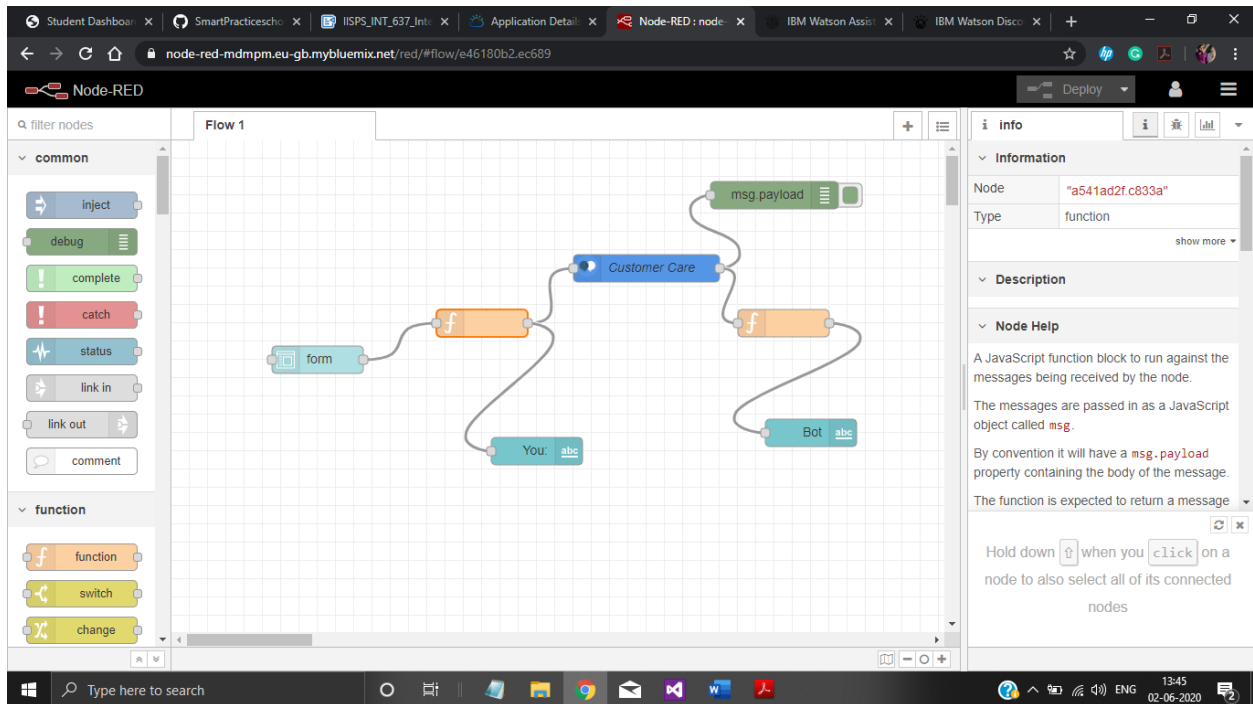 Student Dashboar
SmartPracticescho
IISPS_INT_637_Inte
Application Detail
Node-RED : node-
IBM Watson Assist
IBM Watson Disco
node-red-mdmpm.eu-gb.mybluemix.net/red/#flow/e46180b2.ec689
Node-RED
Deploy
filter nodes
Flow 1
i info
common
inject
debug
complete
catch
status
link in
link out
comment
function
function
switch
change
msg.payload
Customer Care
form
You: abc
Bot abc
Information
Node "a541ad2f.c833a"
Type function
show more
Description
Node Help
A JavaScript function block to run against the
messages being received by the node.
The messages are passed in as a JavaScript
object called msg.
By convention it will have a msg.payload
property containing the body of the message.
The function is expected to return a message
Hold down ⇧ when you click on a
node to also select all of its connected
nodes
Type here to search
ENG
13:45
02-06-2020